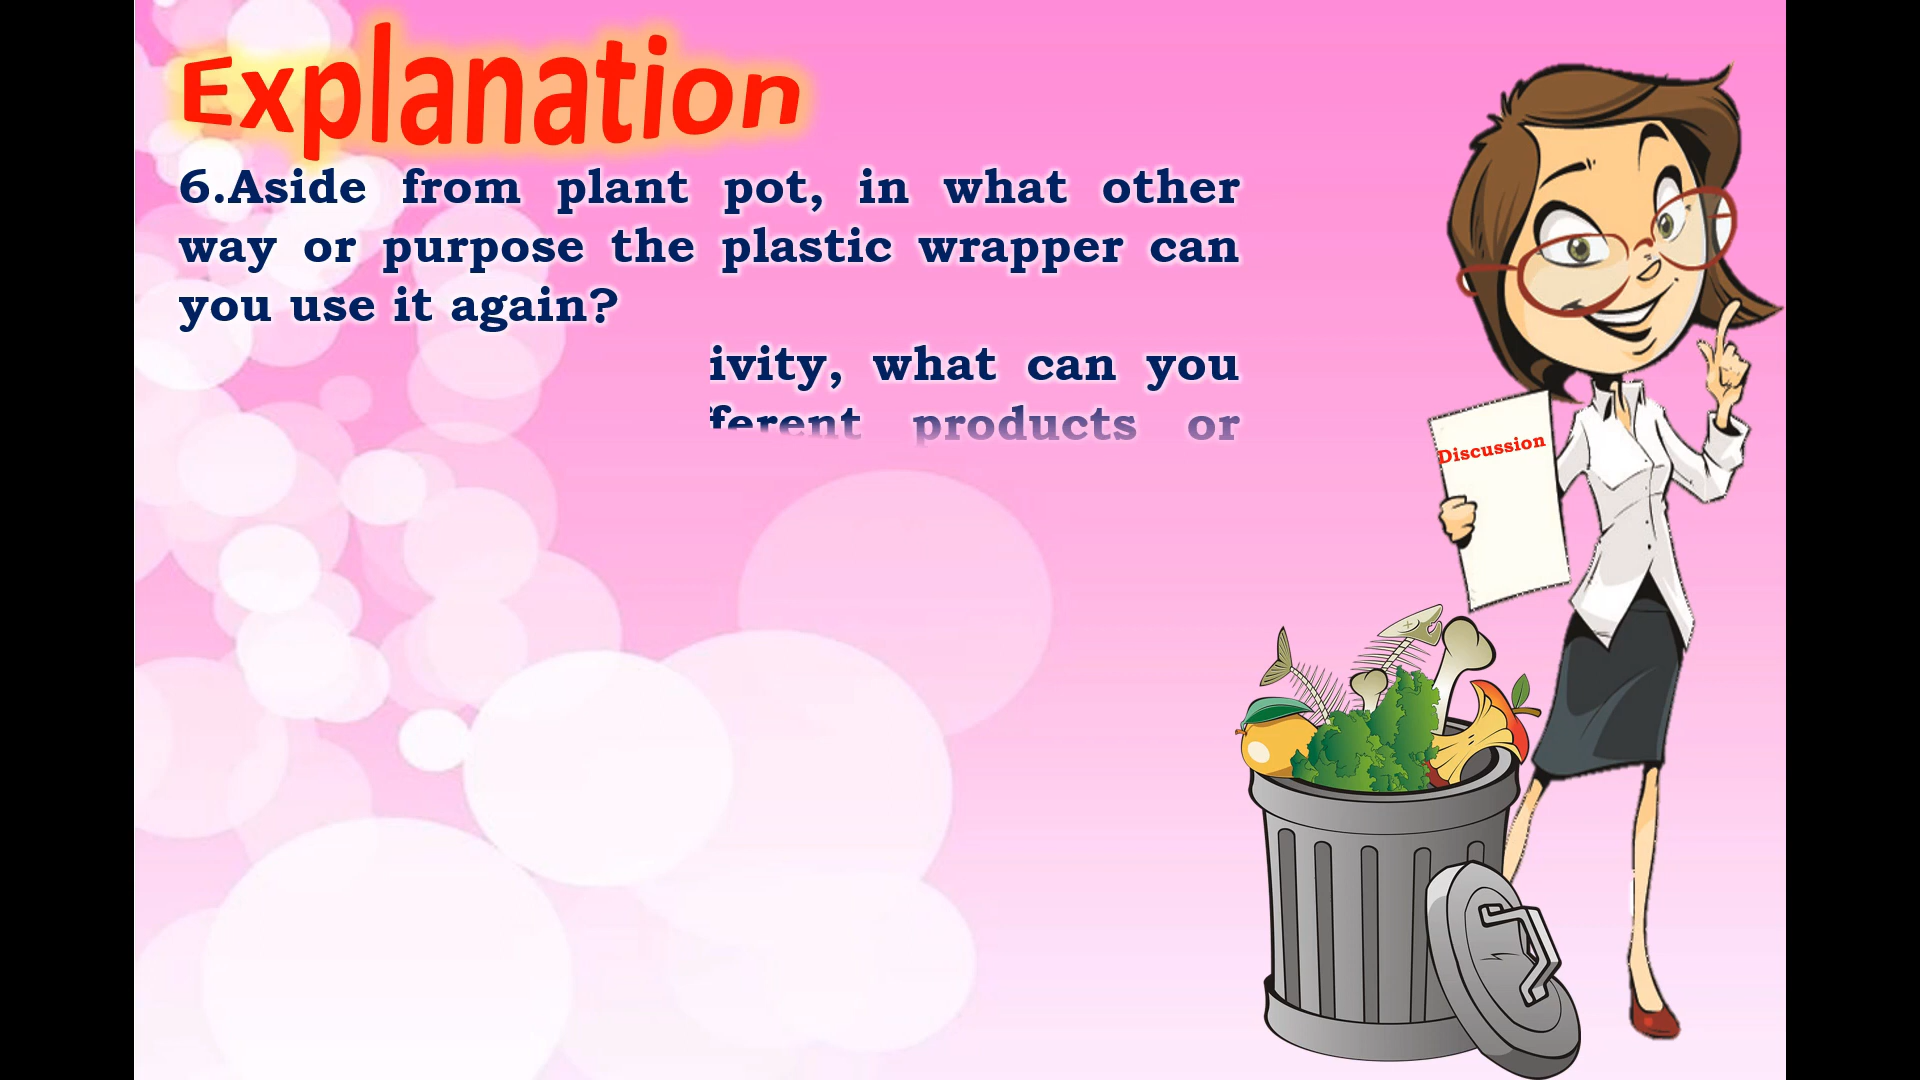 Explanation
6.Aside from plant pot, in what other
way or purpose the plastic wrapper can
you use it again?
what can you
products or
Discussion